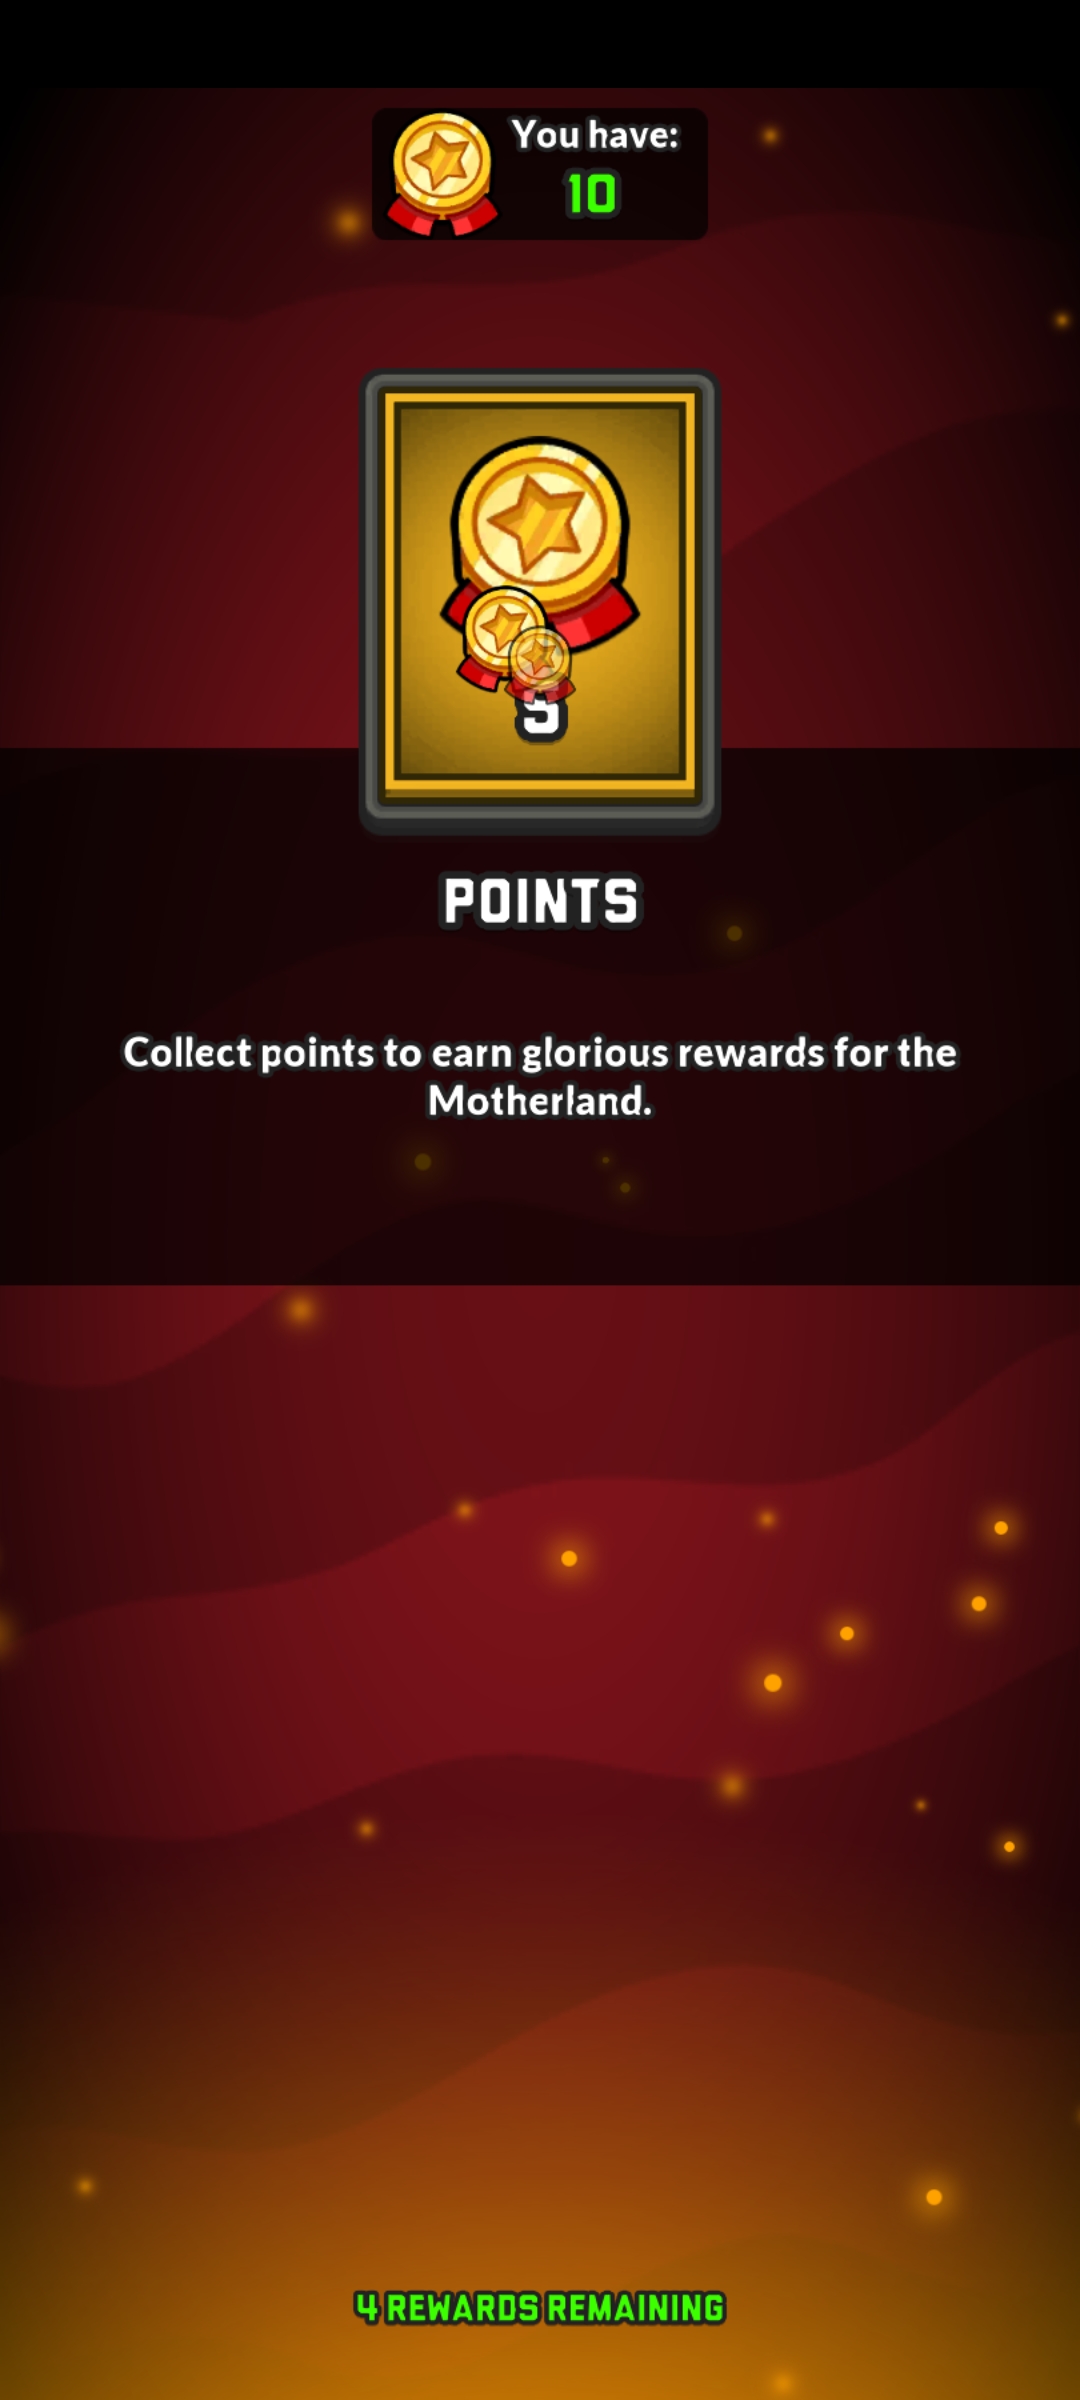 You have:
10
POINTS
Collect points to earn glorious rewards for the
Motherland.
4 REWARDS REMAINING